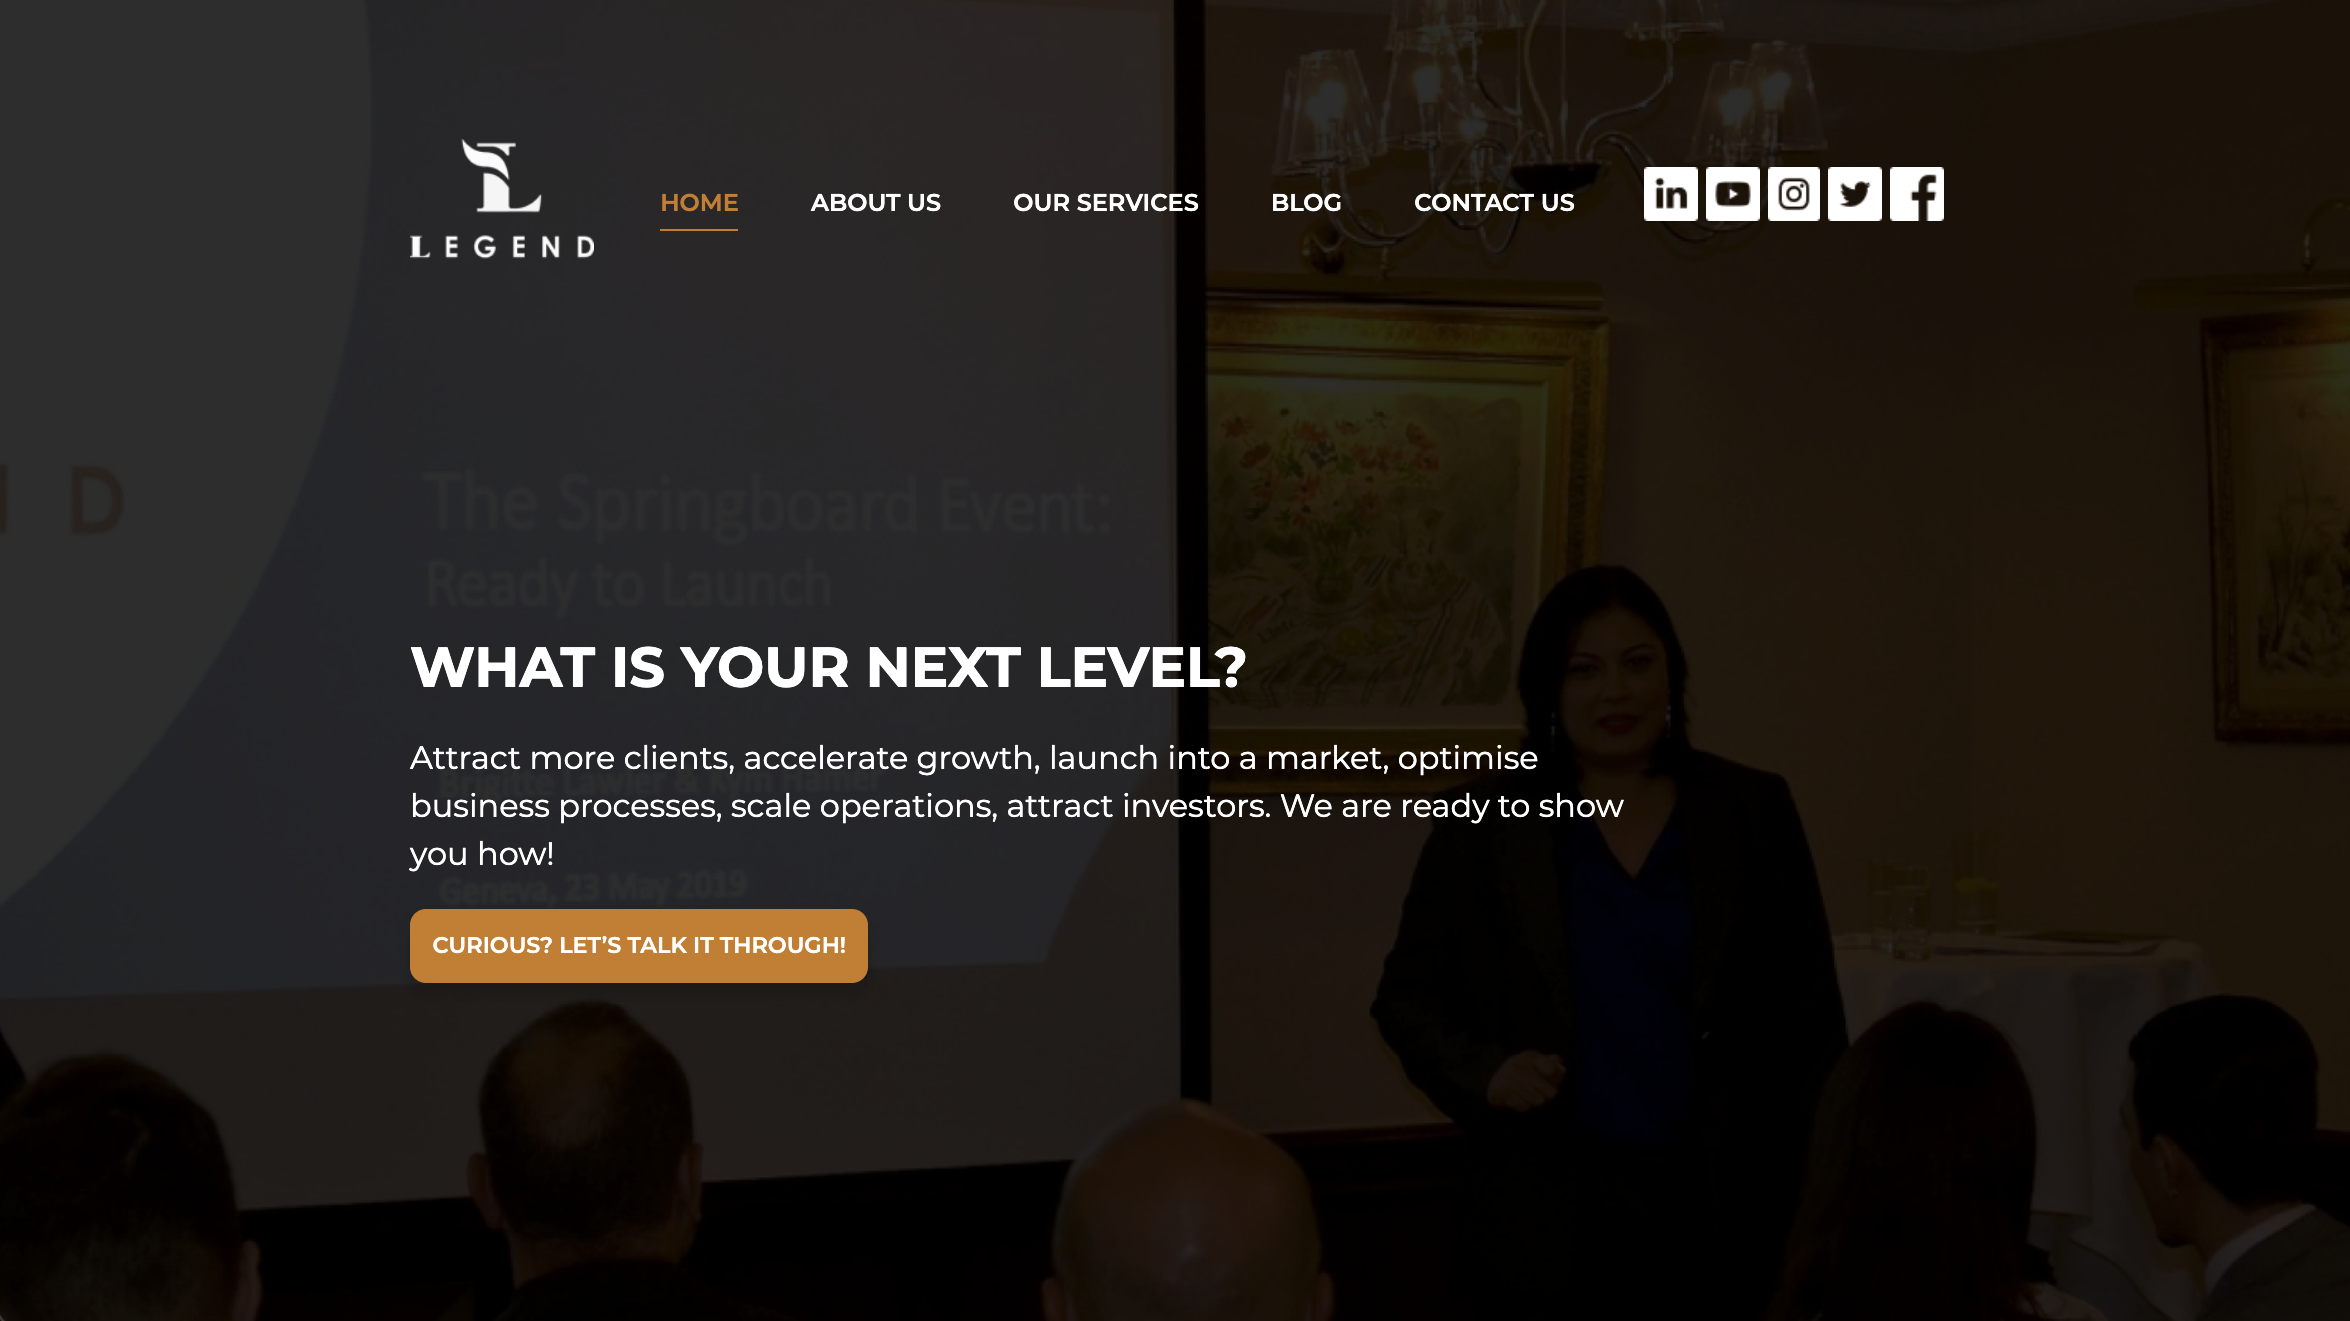 LEGEND
HOME
ABOUT US
OUR SERVICES
BLOG
CONTACT US
N D
The Springboard Event:
Ready to Launch
WHAT IS YOUR NEXT LEVEL?
Attract more clients, accelerate growth, launch into a market, optimise
business processes, scale operations, attract investors. We are ready to show
you how!
Geneva, 23 May 2019
CURIOUS? LET’S TALK IT THROUGH!